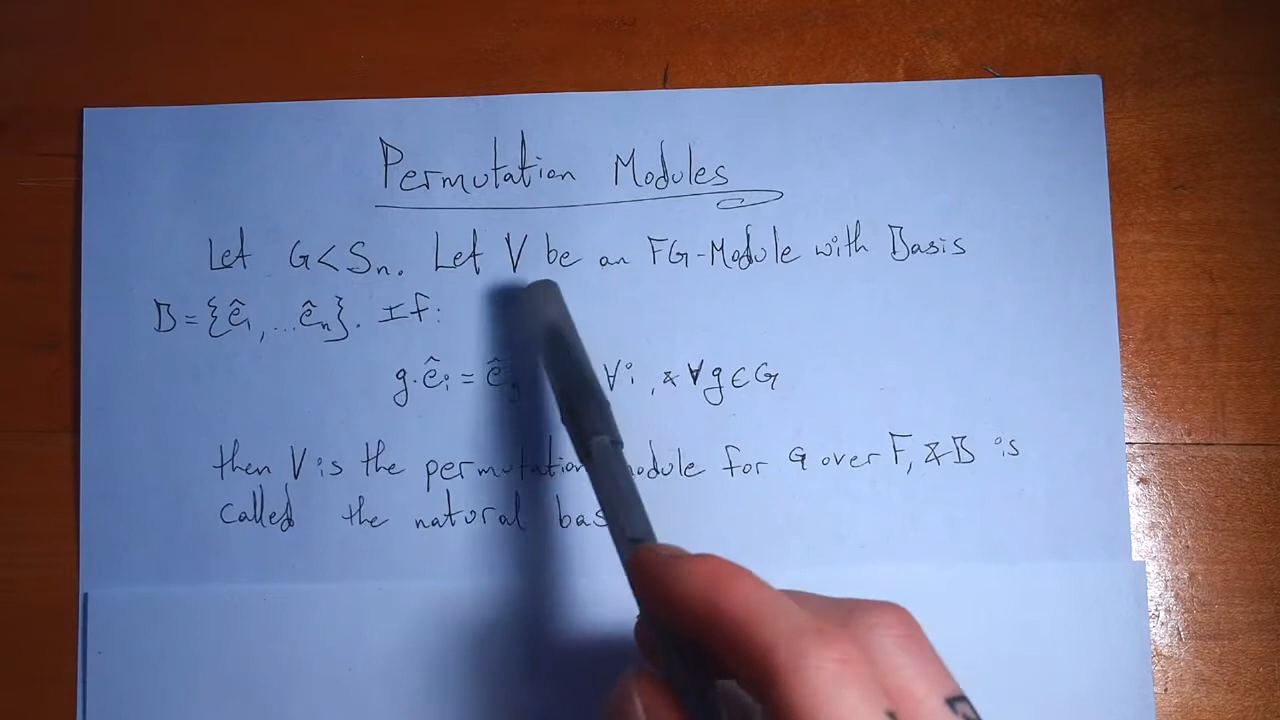 Permutation Modules
Let G<Sₙ. Let V be an FG-Module with Basis
B={ê₁,...êₙ}. If:
g·êᵢ=ê ∀i, & ∀g∈G
then V is the permutation module for G over F, & B is
called the natural bas